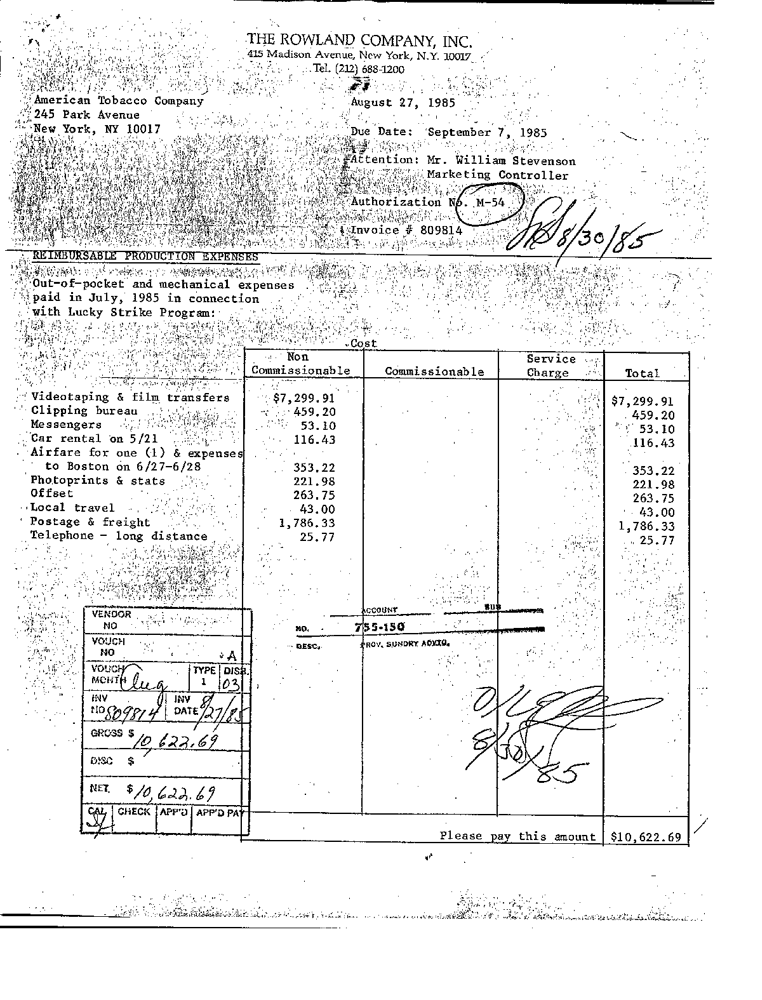 THE ROWLAND COMPANY, INC.
415 Madison Avenue, New York, N.Y. 10017
Tel. (212) 688-1200
American Tobacco Company
245 Park Avenue
New York, NY 10017
August 27, 1985
Due Date: September 7, 1985
Attention: Mr. William Stevenson
Marketing Controller
Authorization No. M-54
Invoice # 809814
8/30/85
REIMBURSABLE PRODUCTION EXPENSES
Out-of-pocket and mechanical expenses
paid in July, 1985 in connection
with Lucky Strike Program:
Cost
Non Commissionable Commissionable Service Charge Total
Videotaping & film transfers $7,299.91 $7,299.91
Clipping bureau 459.20 459.20
Messengers 53.10 53.10
Car rental on 5/21 116.43 116.43
Airfare for one (1) & expenses
to Boston on 6/27-6/28 353.22 353.22
Photoprints & stats 221.98 221.98
Offset 263.75 263.75
Local travel 43.00 43.00
Postage & freight 1,786.33 1,786.33
Telephone - long distance 25.77 25.77
ACCOUNT SUB
NO. 755-150
DESC. PROV. SUNDRY ADVTG.
VENDOR
NO
VOUCH
NO A
VOUCH MONTH Aug TYPE 1 DISB. 03
INV NO 809814 INV DATE 8/27/85
GROSS $ 10,622.69
DISC $
NET $ 10,622.69
CAL CHECK APP'D APP'D PAY
8/30/85
Please pay this amount $10,622.69